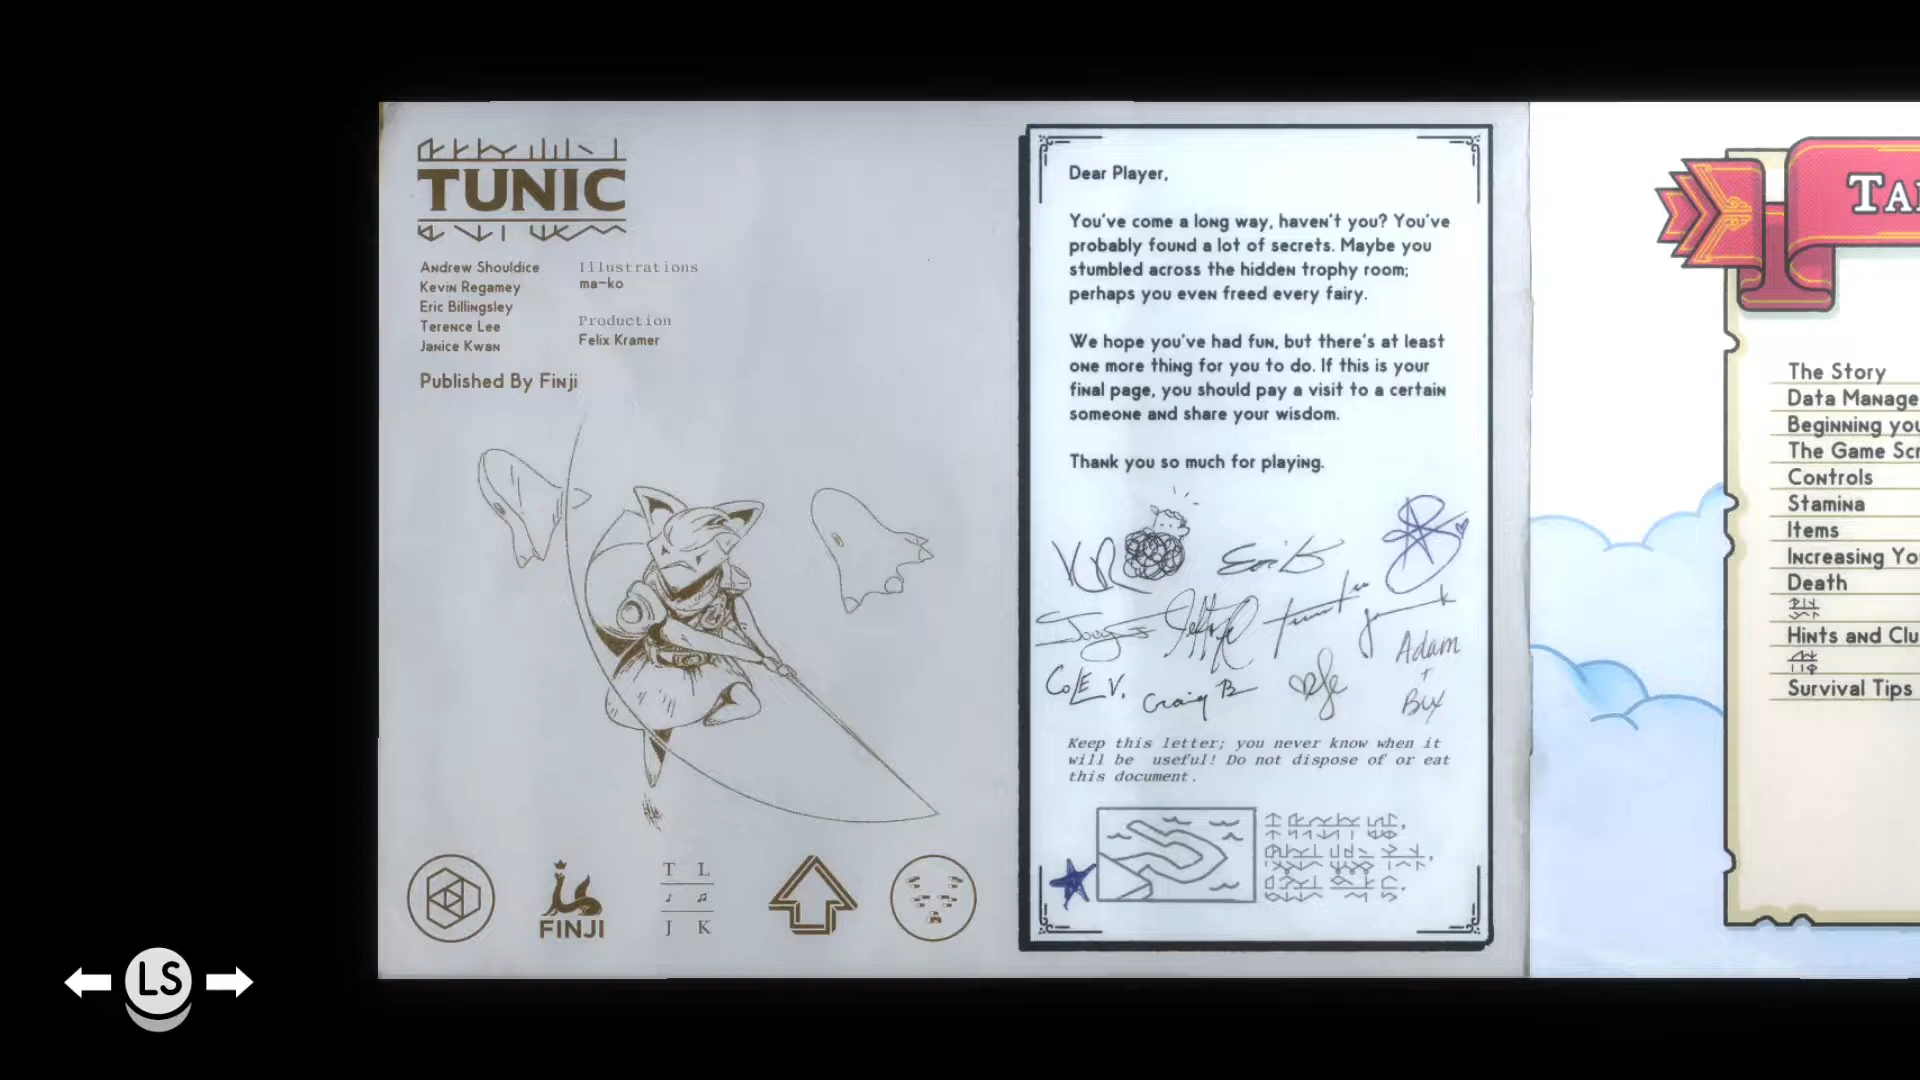 TUNIC
Andrew Shouldice
Kevin Regamey
Eric Billingsley
Terence Lee
Janice Kwan
Illustrations
ma-ko
Production
Felix Kramer
Published By Finji
FINJI
T L
J K
Dear Player,
You've come a long way, haven't you? You've
probably found a lot of secrets. Maybe you
stumbled across the hidden trophy room;
perhaps you even freed every fairy.
We hope you've had fun, but there's at least
one more thing for you to do. If this is your
final page, you should pay a visit to a certain
someone and share your wisdom.
Thank you so much for playing.
KR
Eric B
Joey
Adam
+
Bux
Cole V.
Craig B
Keep this letter; you never know when it
will be useful! Do not dispose of or eat
this document.
The Story
Data Manage
Beginning you
The Game Scr
Controls
Stamina
Items
Increasing Yo
Death
Hints and Clu
Survival Tips
LS